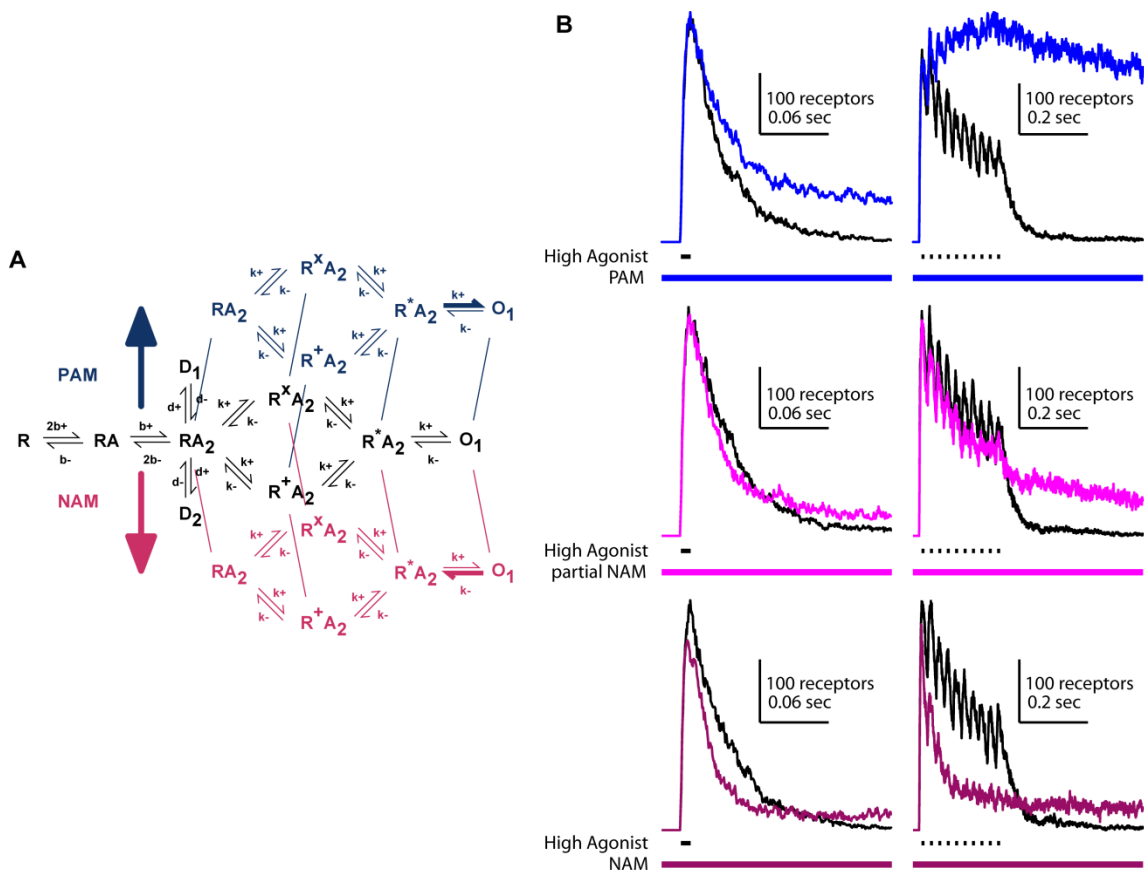 A
PAM
NAM
R
2b+
b-
RA
b+
2b-
RA2
D1
d+
d-
d-
d+
D2
k+
k-
RxA2
k+
k-
k+
k-
R+A2
k+
k-
R*A2
k+
k-
O1
RA2
k+
k-
RxA2
k+
k-
k+
k-
R+A2
k+
k-
R*A2
k+
k-
O1
RA2
k+
k-
RxA2
k+
k-
k+
k-
R+A2
k+
k-
R*A2
k+
k-
O1
B
100 receptors
0.06 sec
100 receptors
0.2 sec
High Agonist
PAM
100 receptors
0.06 sec
100 receptors
0.2 sec
High Agonist
partial NAM
100 receptors
0.06 sec
100 receptors
0.2 sec
High Agonist
NAM